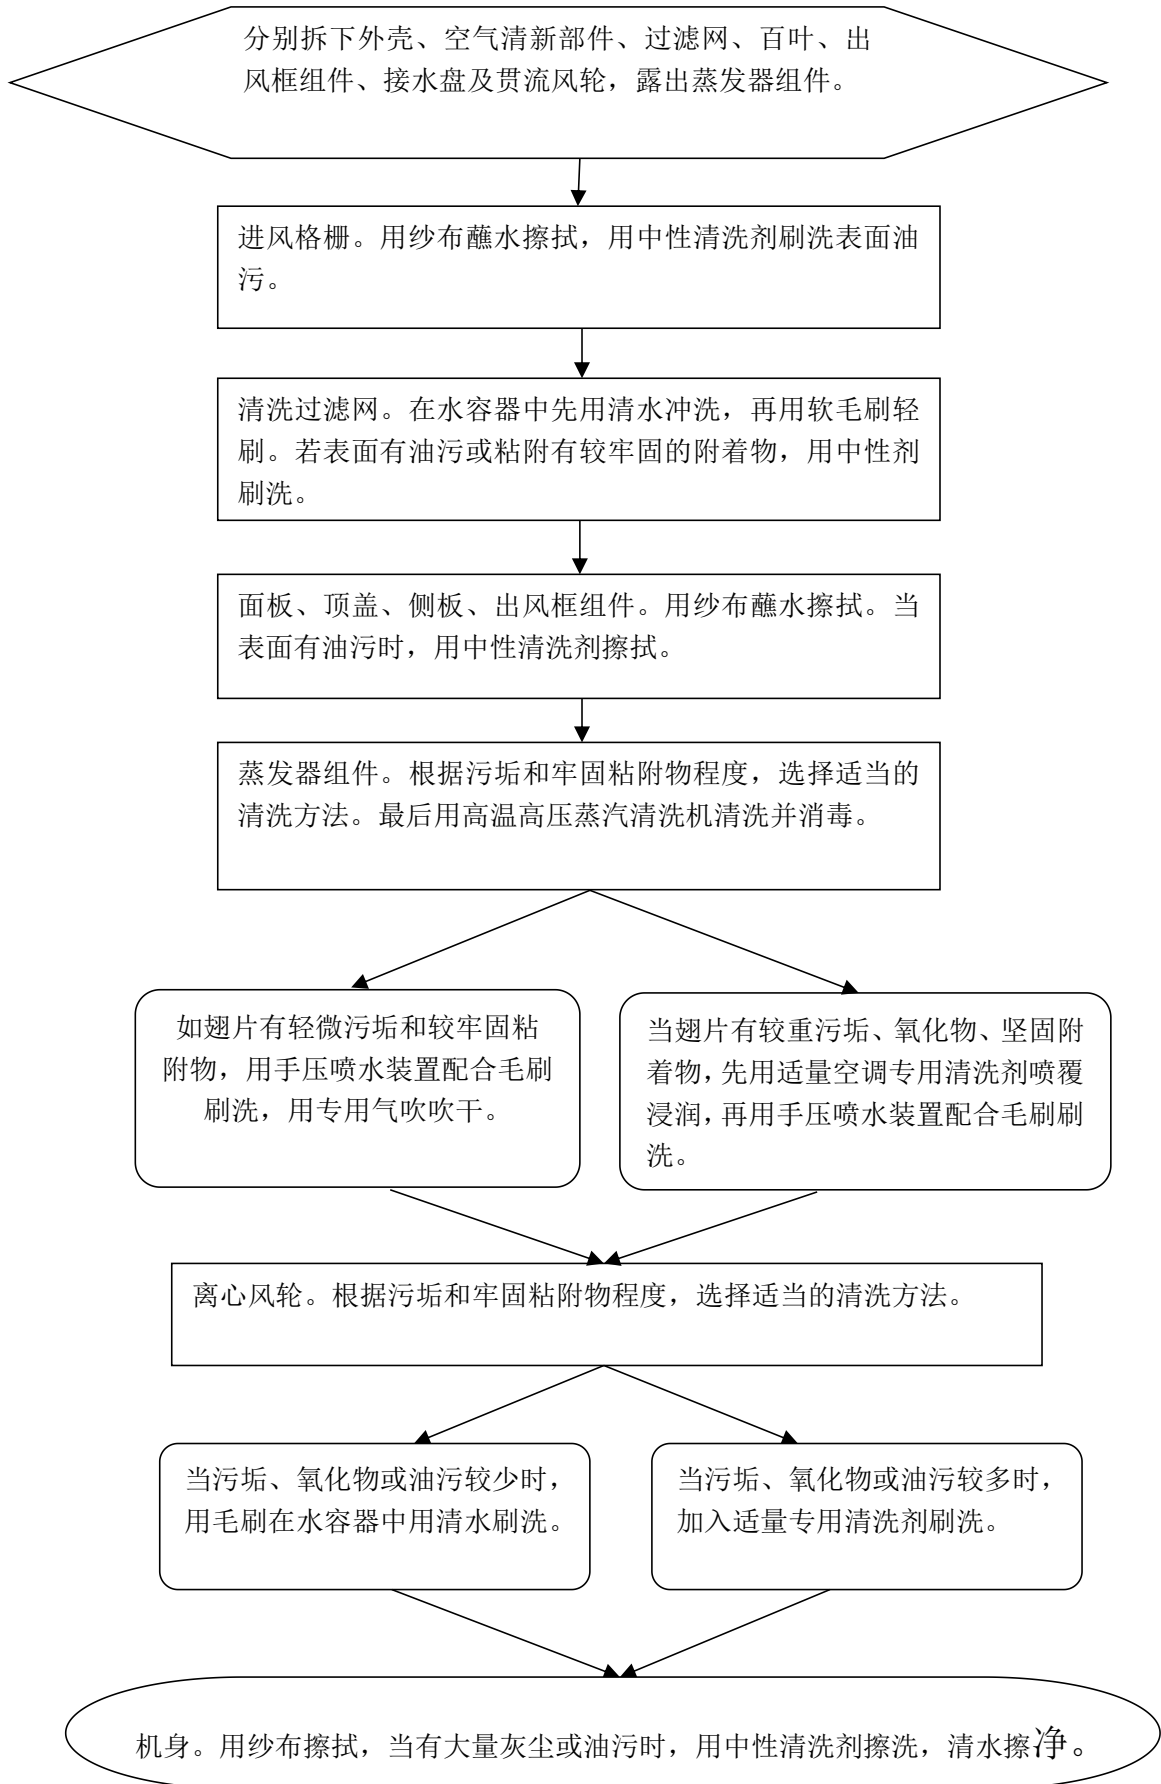 分别拆下外壳、空气清新部件、过滤网、百叶、出
风框组件、接水盘及贯流风轮，露出蒸发器组件。
进风格栅。用纱布蘸水擦拭，用中性清洗剂刷洗表面油
污。
清洗过滤网。在水容器中先用清水冲洗，再用软毛刷轻
刷。若表面有油污或粘附有较牢固的附着物，用中性剂
刷洗。
面板、顶盖、侧板、出风框组件。用纱布蘸水擦拭。当
表面有油污时，用中性清洗剂擦拭。
蒸发器组件。根据污垢和牢固粘附物程度，选择适当的
清洗方法。最后用高温高压蒸汽清洗机清洗并消毒。
如翅片有轻微污垢和较牢固粘
附物，用手压喷水装置配合毛刷
刷洗，用专用气吹吹干。
当翅片有较重污垢、氧化物、坚固附
着物，先用适量空调专用清洗剂喷覆
浸润，再用手压喷水装置配合毛刷刷
洗。
离心风轮。根据污垢和牢固粘附物程度，选择适当的清洗方法。
当污垢、氧化物或油污较少时，
用毛刷在水容器中用清水刷洗。
当污垢、氧化物或油污较多时，
加入适量专用清洗剂刷洗。
机身。用纱布擦拭，当有大量灰尘或油污时，用中性清洗剂擦洗，清水擦净。